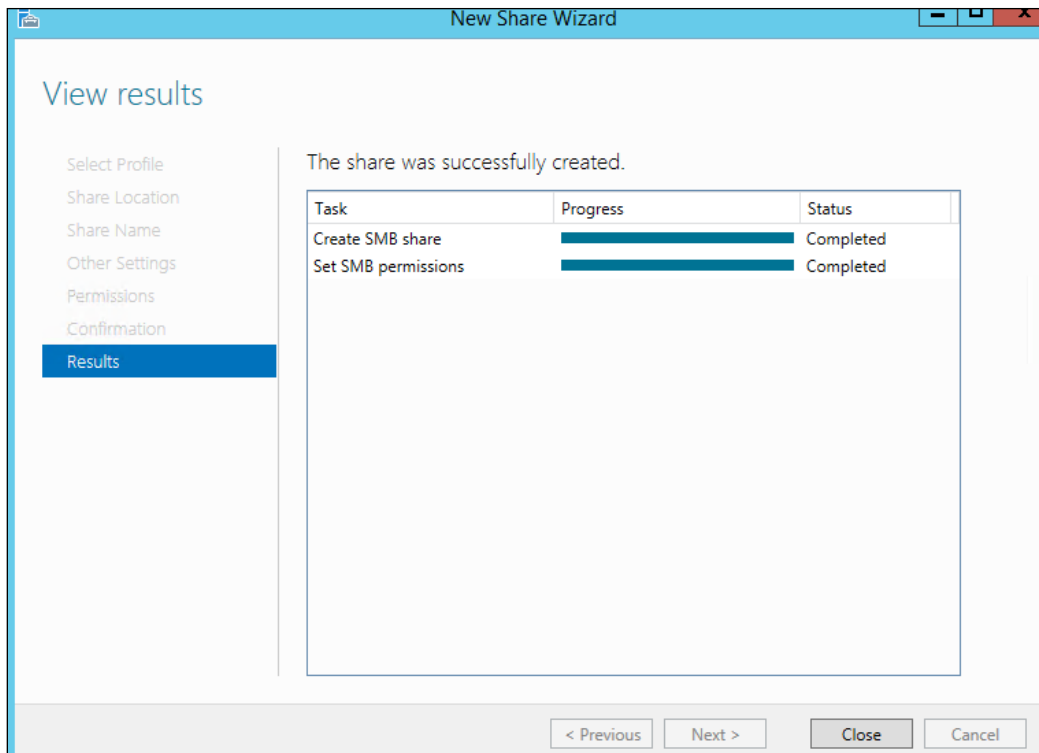 New Share Wizard
View results
Select Profile
Share Location
Share Name
Other Settings
Permissions
Confirmation
Results
The share was successfully created.
Task Progress Status
Create SMB share Completed
Set SMB permissions Completed
< Previous Next > Close Cancel